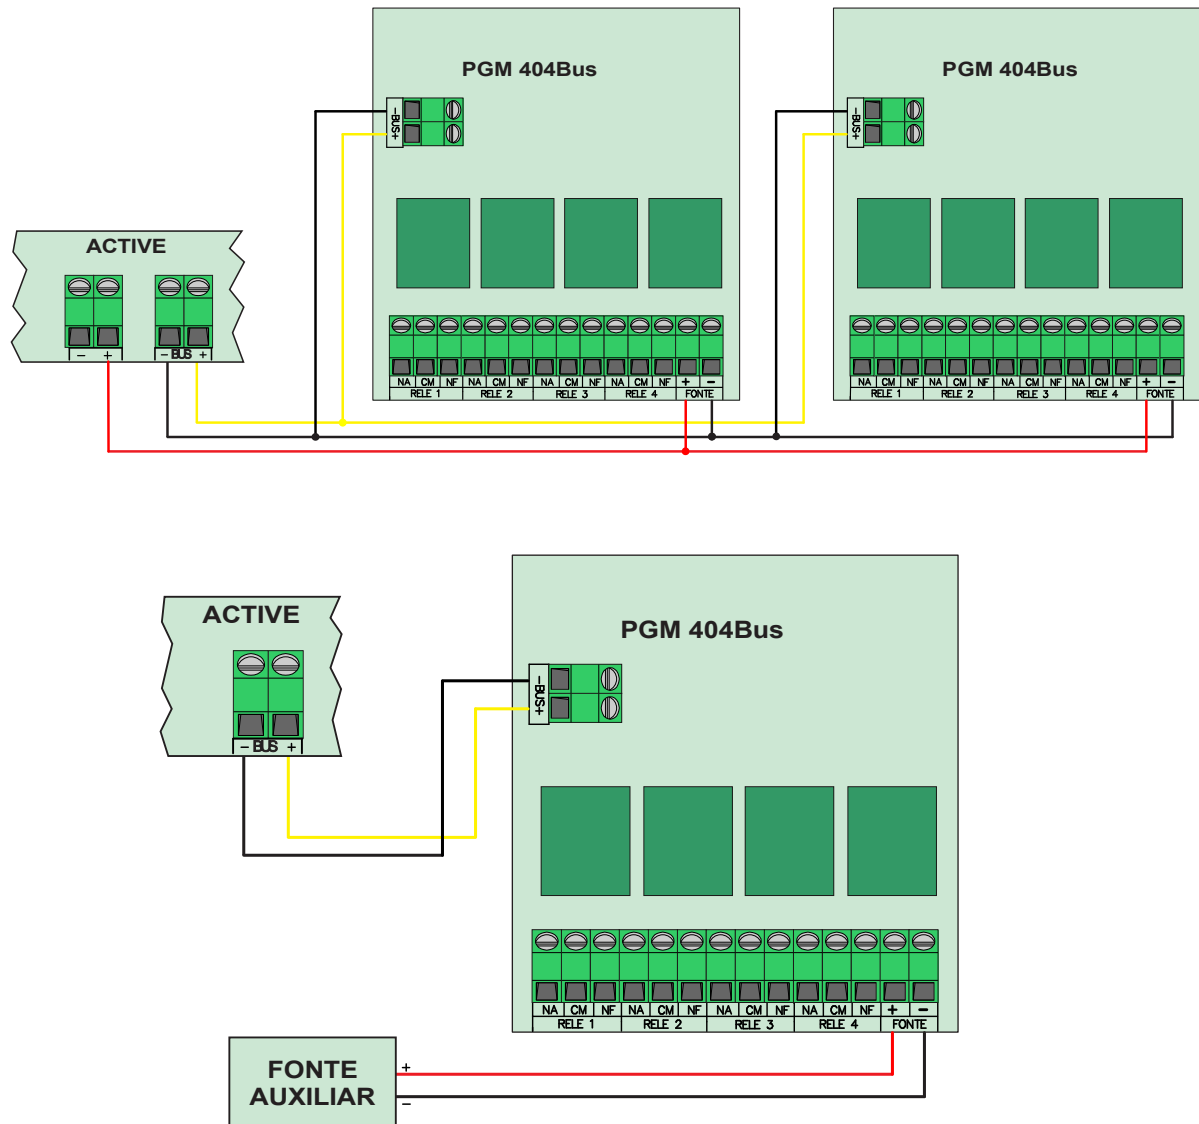 PGM 404Bus
PGM 404Bus
-BUS+
-BUS+
ACTIVE
- + - BUS +
NA CM NF NA CM NF NA CM NF NA CM NF + -
RELE 1 RELE 2 RELE 3 RELE 4 FONTE
NA CM NF NA CM NF NA CM NF NA CM NF + -
RELE 1 RELE 2 RELE 3 RELE 4 FONTE
ACTIVE
PGM 404Bus
-BUS+
- BUS +
NA CM NF NA CM NF NA CM NF NA CM NF + -
RELE 1 RELE 2 RELE 3 RELE 4 FONTE
FONTE
AUXILIAR
+
-